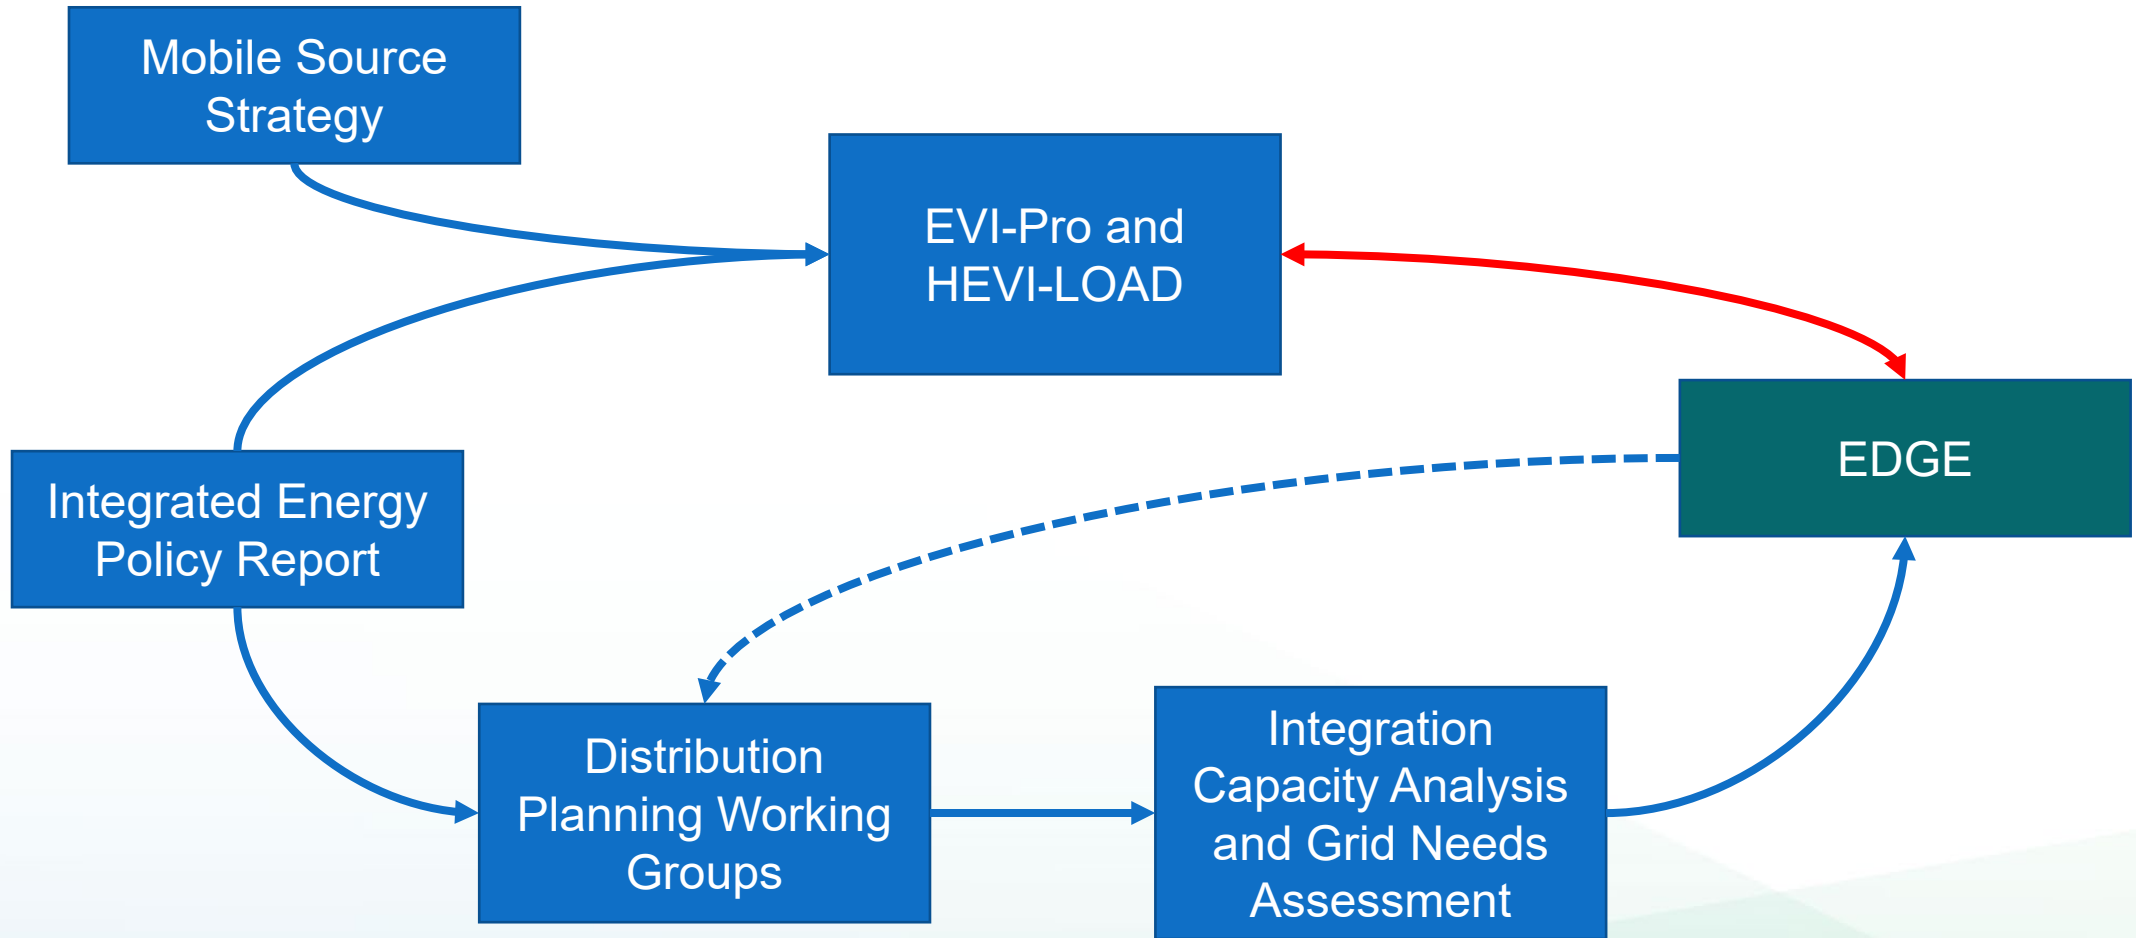 Mobile Source
Strategy
EVI-Pro and
HEVI-LOAD
EDGE
Integrated Energy
Policy Report
Distribution
Planning Working
Groups
Integration
Capacity Analysis
and Grid Needs
Assessment